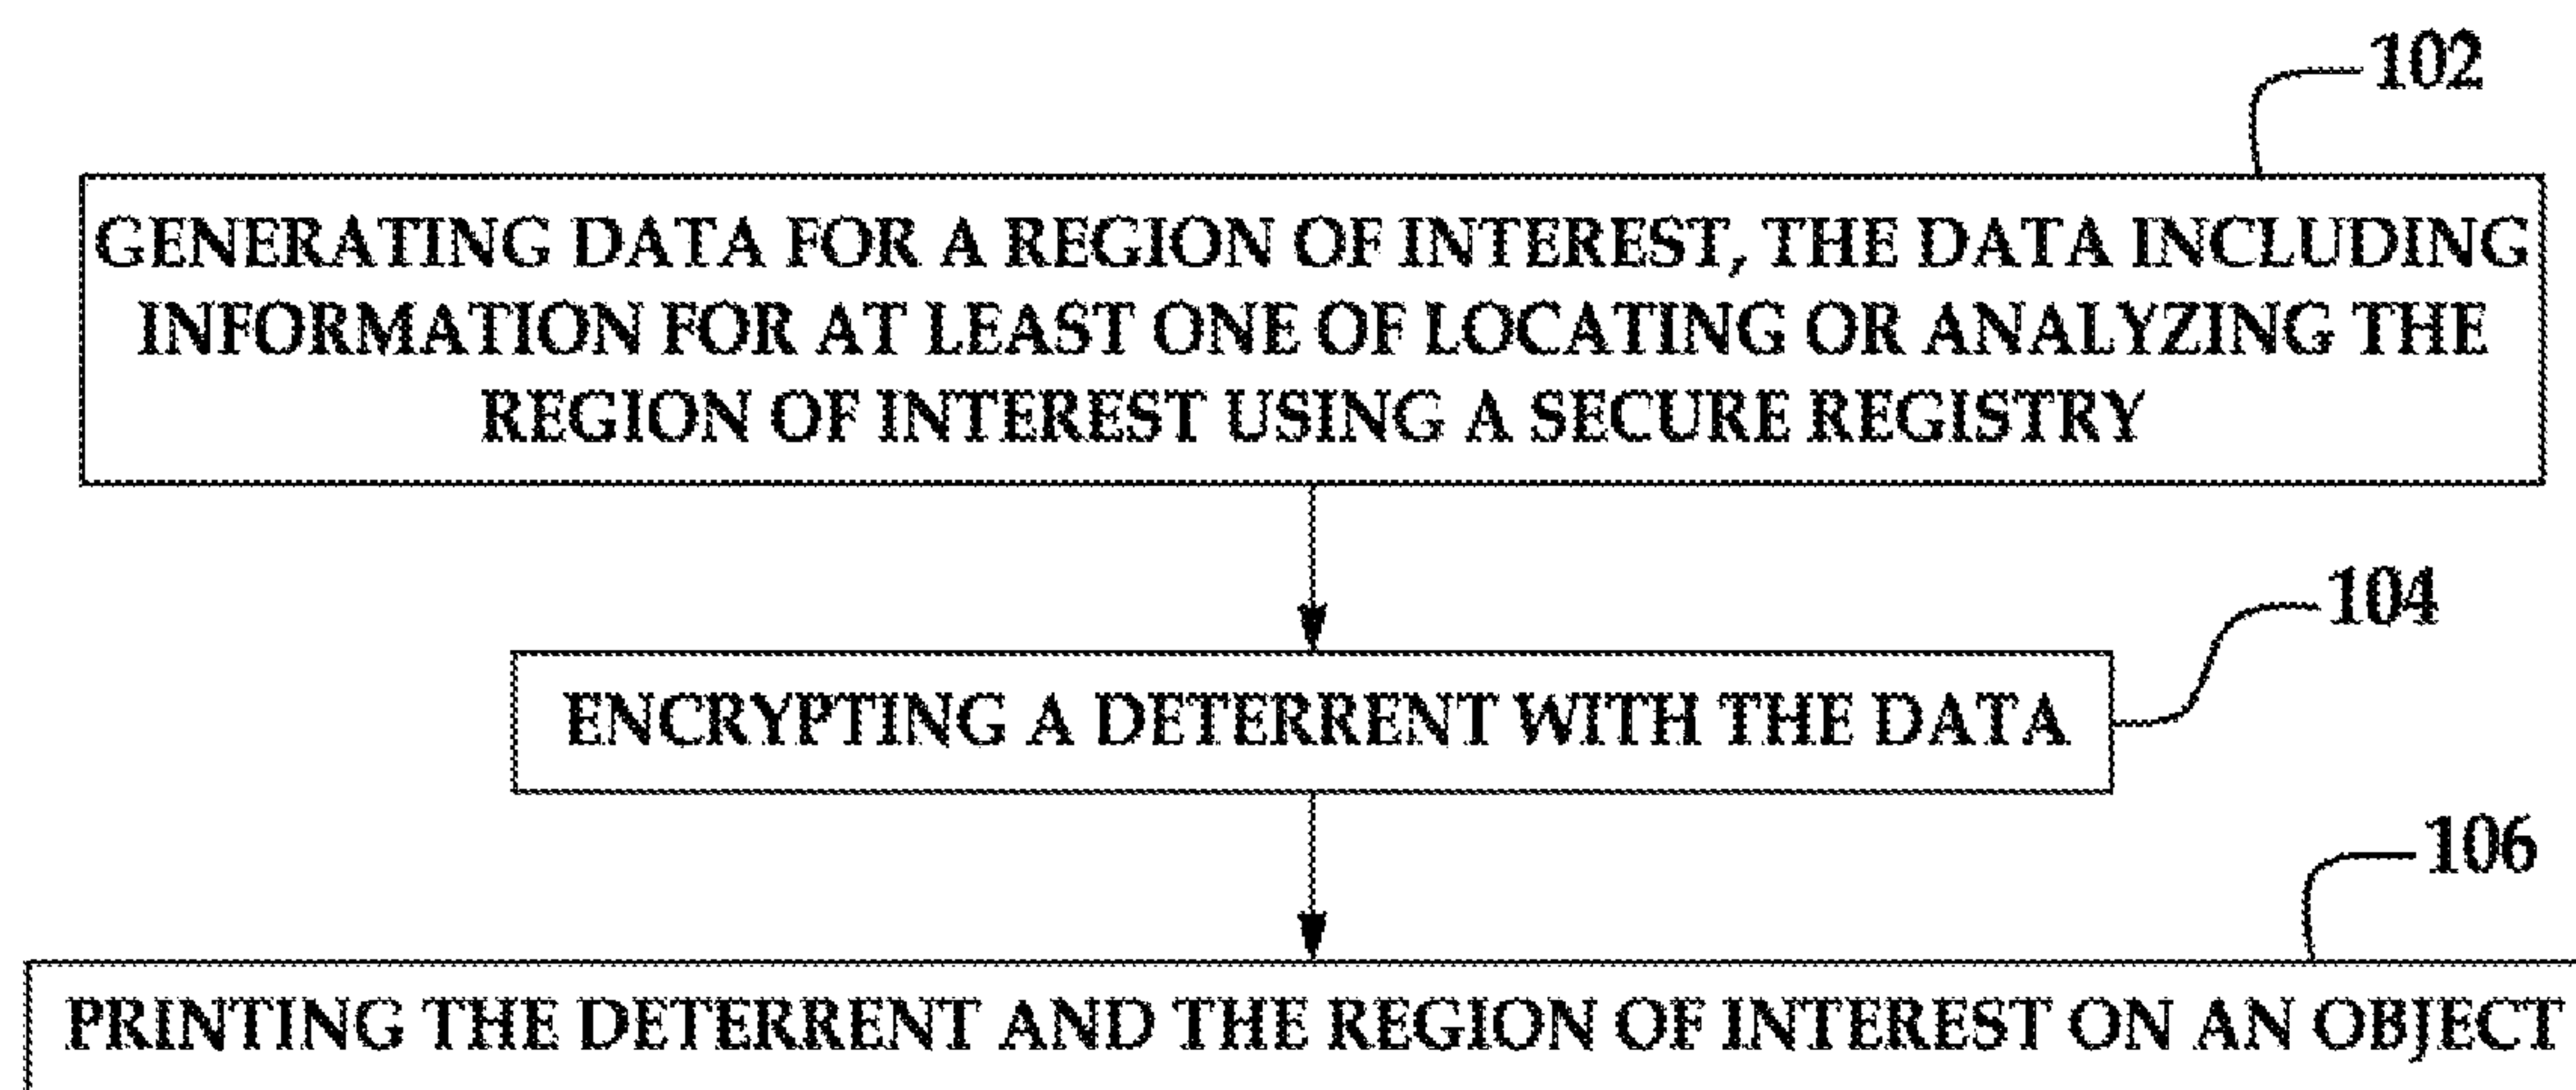 102
GENERATING DATA FOR A REGION OF INTEREST, THE DATA INCLUDING
INFORMATION FOR AT LEAST ONE OF LOCATING OR ANALYZING THE
REGION OF INTEREST USING A SECURE REGISTRY
104
ENCRYPTING A DETERRENT WITH THE DATA
106
PRINTING THE DETERRENT AND THE REGION OF INTEREST ON AN OBJECT